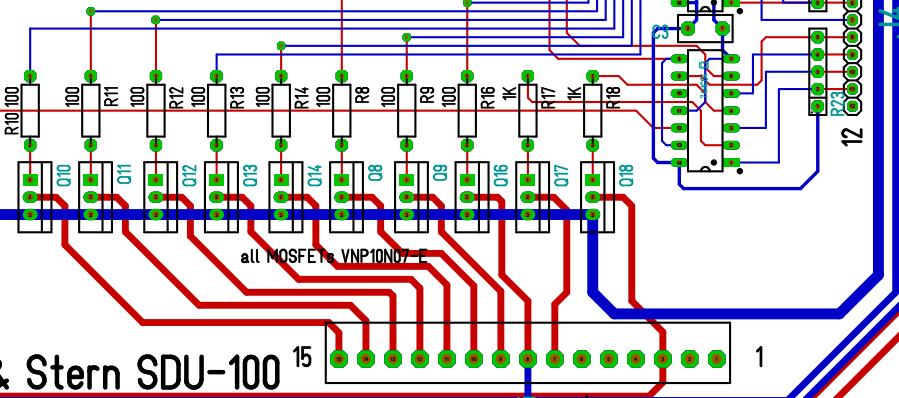 100 100 100 100 100 100 100 100 1K 1K
R10 R11 R12 R13 R14 R8 R9 R16 R17 R18
R23
12
Q10 Q11 Q12 Q13 Q14 Q8 Q9 Q16 Q17 Q18
all MOSFETs VNP10N07-E
15 1
& Stern SDU-100